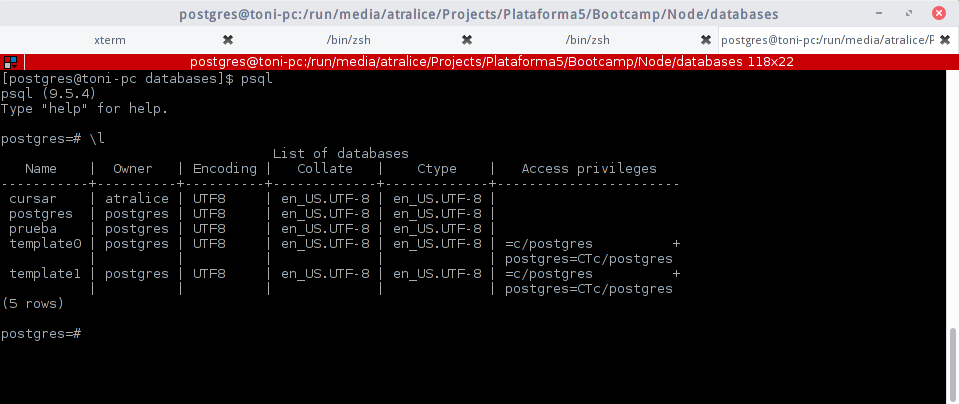 postgres@toni-pc:/run/media/atralice/Projects/Plataforma5/Bootcamp/Node/databases
xterm ✖ /bin/zsh ✖ /bin/zsh ✖ postgres@toni-pc:/run/media/atralice/P ✖
postgres@toni-pc:/run/media/atralice/Projects/Plataforma5/Bootcamp/Node/databases 118x22
[postgres@toni-pc databases]$ psql
psql (9.5.4)
Type "help" for help.

postgres=# \l
                                    List of databases
   Name    |  Owner   | Encoding |   Collate   |    Ctype    |   Access privileges
-----------+----------+----------+-------------+-------------+-----------------------
 cursar    | atralice | UTF8     | en_US.UTF-8 | en_US.UTF-8 |
 postgres  | postgres | UTF8     | en_US.UTF-8 | en_US.UTF-8 |
 prueba    | postgres | UTF8     | en_US.UTF-8 | en_US.UTF-8 |
 template0 | postgres | UTF8     | en_US.UTF-8 | en_US.UTF-8 | =c/postgres          +
           |          |          |             |             | postgres=CTc/postgres
 template1 | postgres | UTF8     | en_US.UTF-8 | en_US.UTF-8 | =c/postgres          +
           |          |          |             |             | postgres=CTc/postgres
(5 rows)

postgres=#